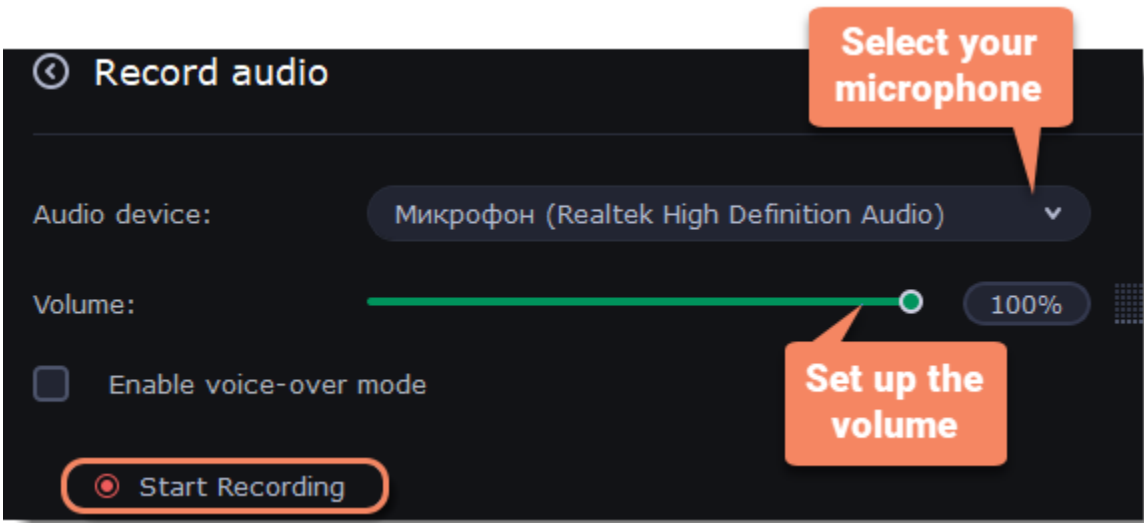 Select your
microphone
Record audio
Audio device:
Микрофон (Realtek High Definition Audio)
Volume:
100%
Set up the
volume
Enable voice-over mode
Start Recording